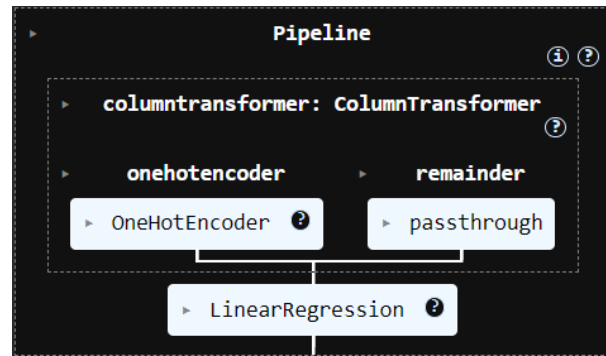 Pipeline
i ?
columntransformer: ColumnTransformer
?
onehotencoder remainder
OneHotEncoder ? passthrough
LinearRegression ?